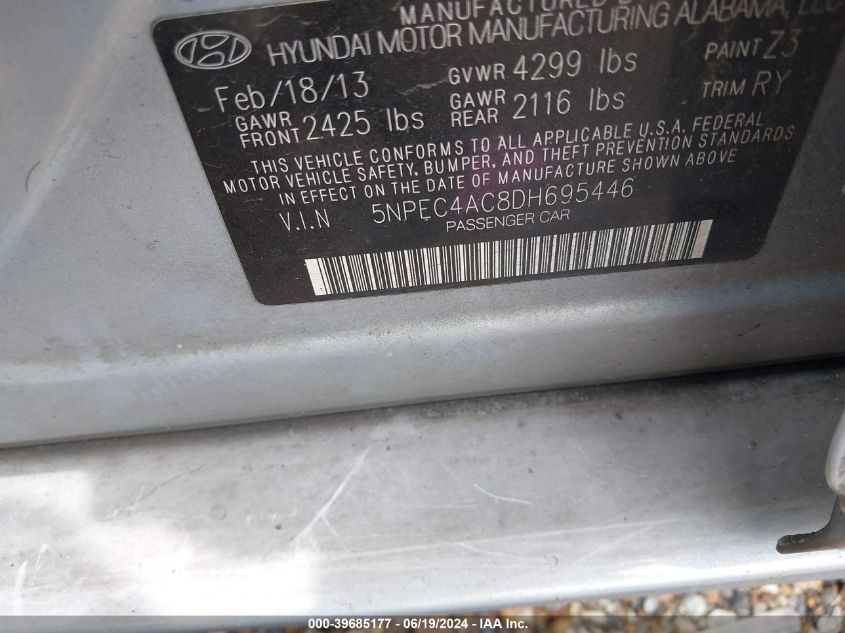 MANUFACTURED
HYUNDAI MOTOR MANUFACTURING ALABAMA, LLC
Feb/18/13 GVWR 4299 lbs PAINT Z3
GAWR FRONT 2425 lbs GAWR REAR 2116 lbs TRIM RY
THIS VEHICLE CONFORMS TO ALL APPLICABLE U.S.A. FEDERAL
MOTOR VEHICLE SAFETY, BUMPER, AND THEFT PREVENTION STANDARDS
IN EFFECT ON THE DATE OF MANUFACTURE SHOWN ABOVE
V.I.N 5NPEC4AC8DH695446
PASSENGER CAR
000-39685177 - 06/19/2024 - IAA Inc.